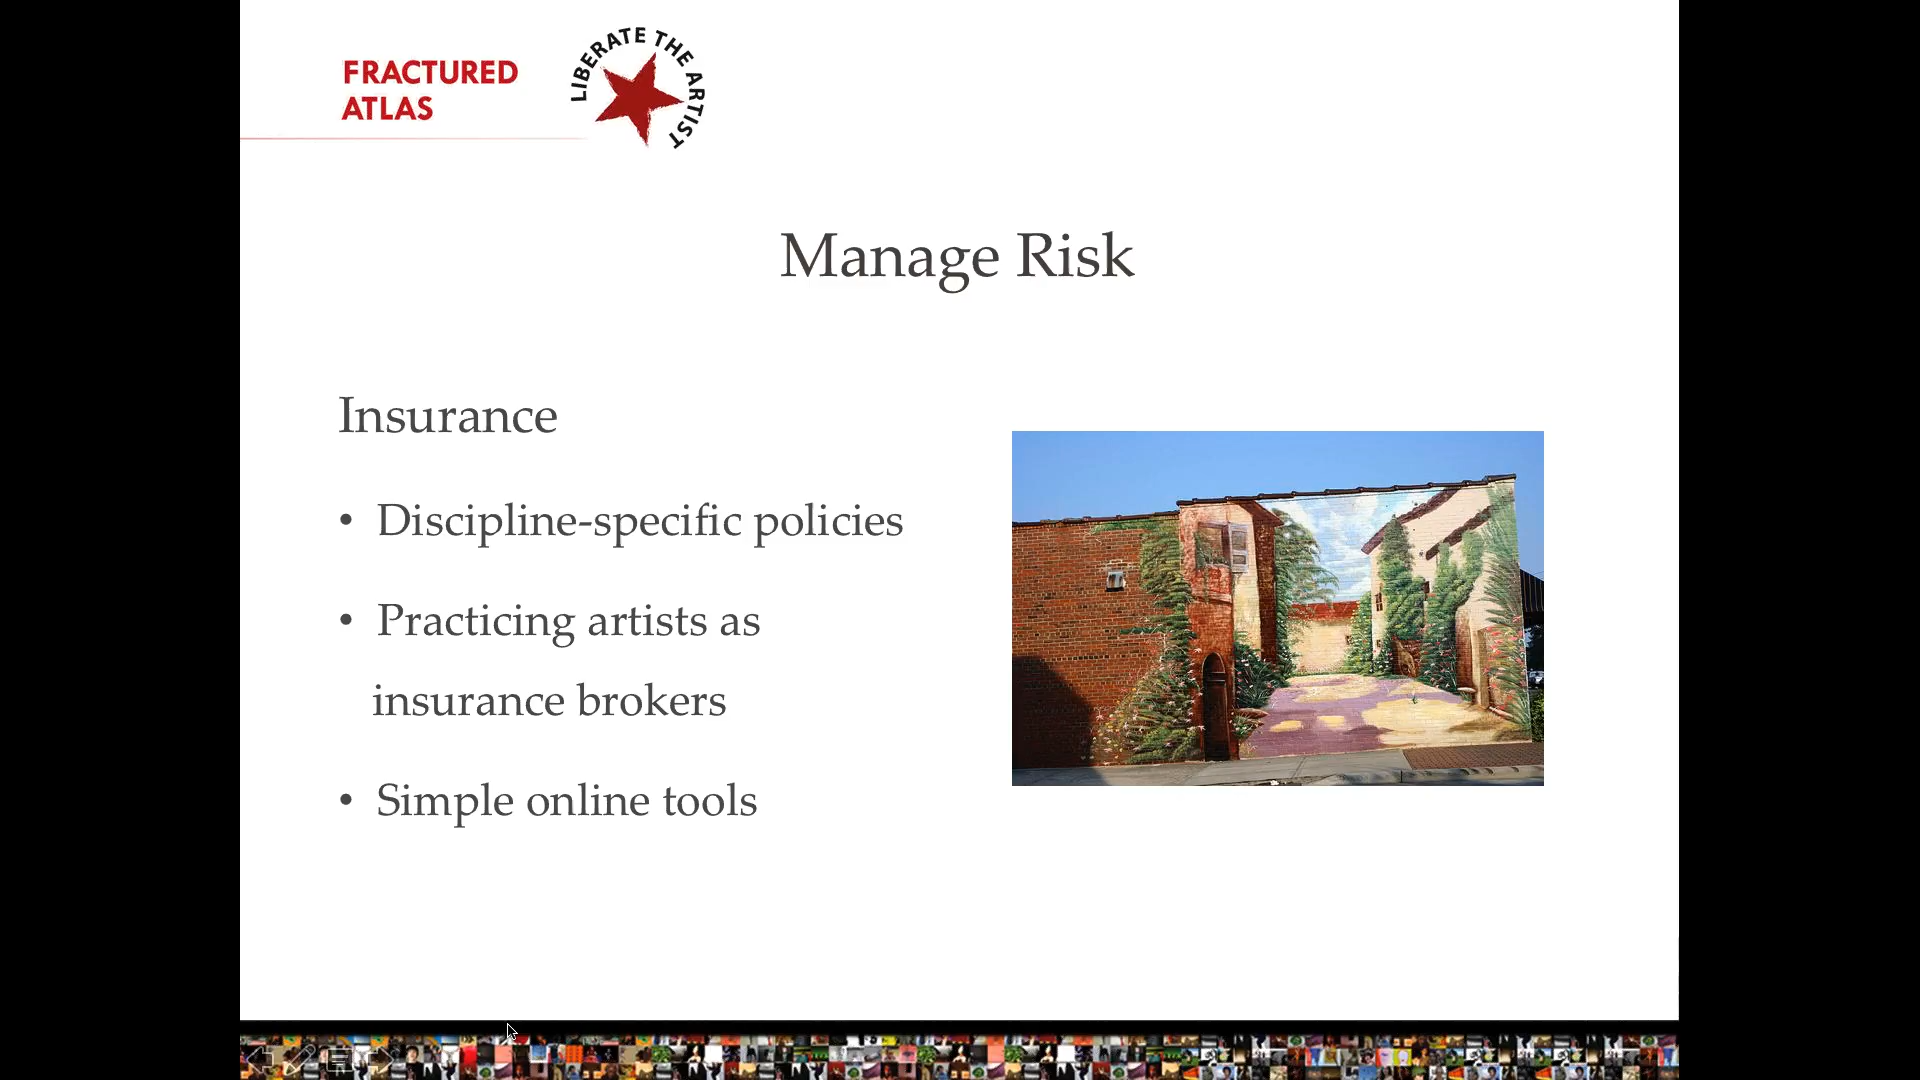 FRACTURED
ATLAS
LIBERATE THE ARTIST
Manage Risk
Insurance
• Discipline-specific policies
• Practicing artists as
insurance brokers
• Simple online tools